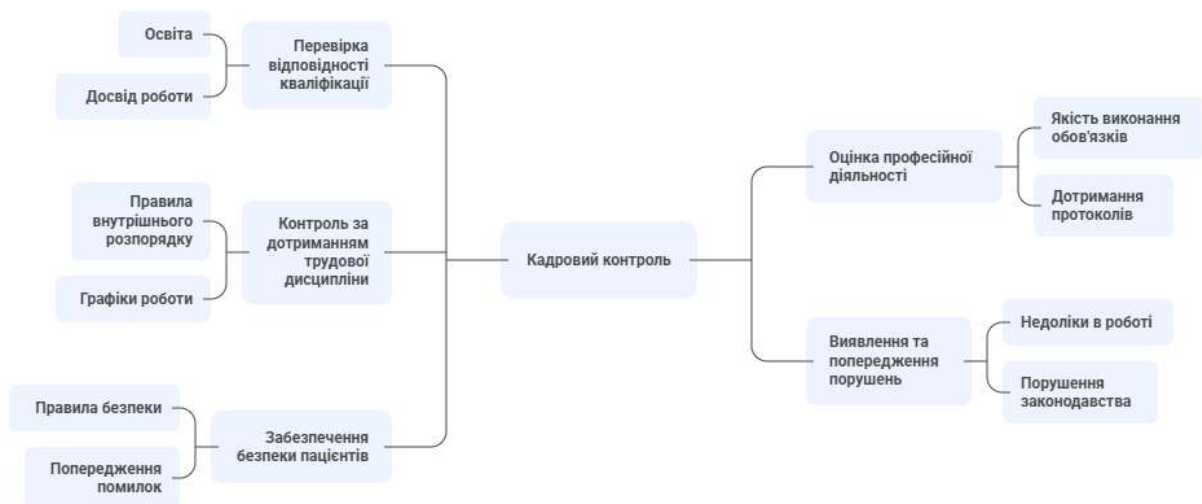 Освіта
Досвід роботи
Перевірка
відповідності
кваліфікації
Правила
внутрішнього
розпорядку
Графіки роботи
Контроль за
дотриманням
трудової
дисципліни
Правила безпеки
Попередження
помилок
Забезпечення
безпеки пацієнтів
Кадровий контроль
Оцінка професійної
діяльності
Якість виконання
обов'язків
Дотримання
протоколів
Виявлення та
попередження
порушень
Недоліки в роботі
Порушення
законодавства